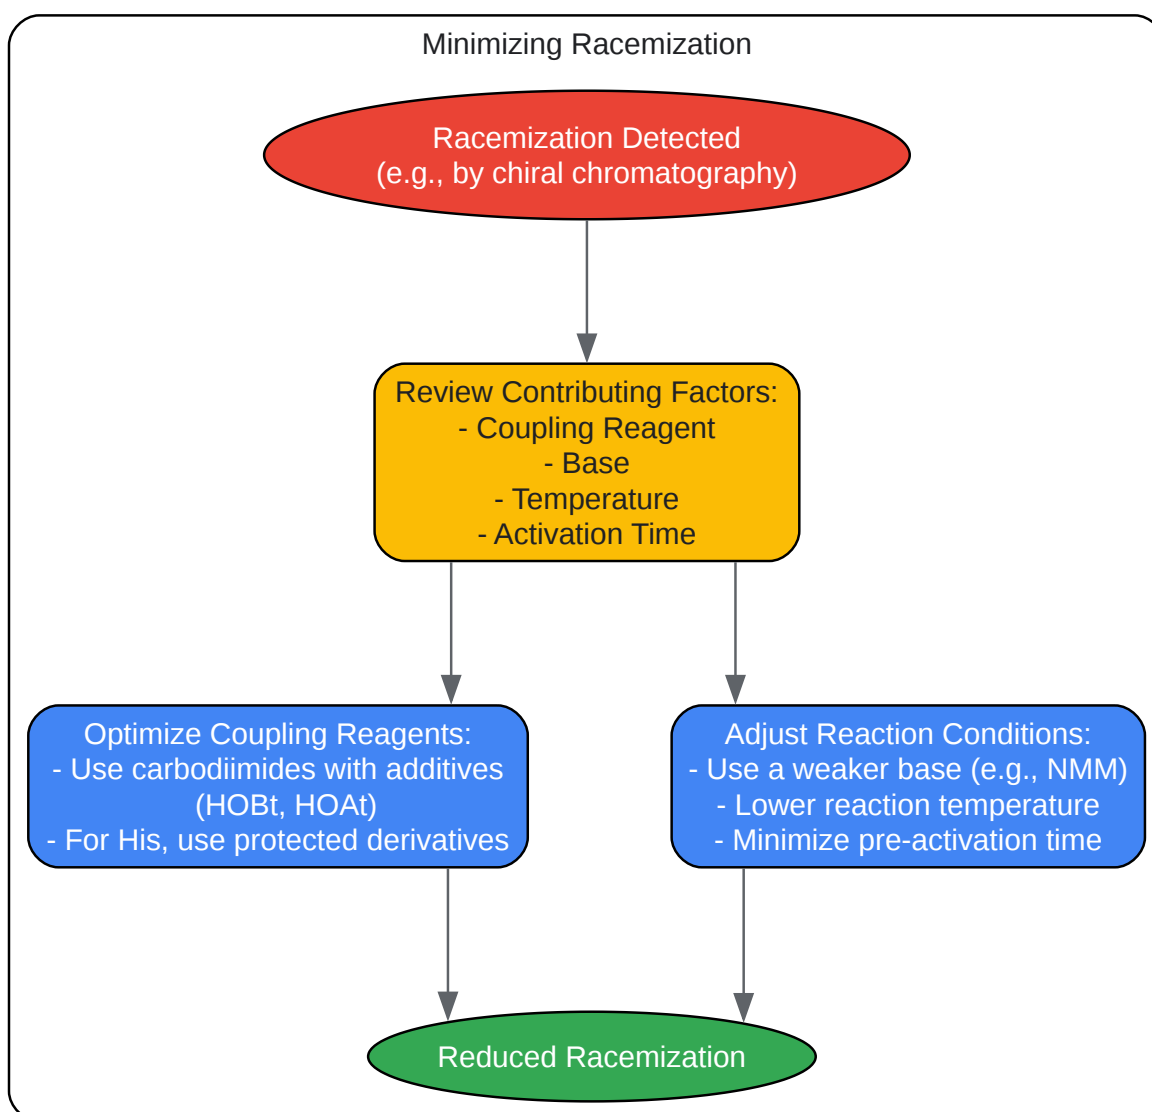 Minimizing Racemization
Racemization Detected
(e.g., by chiral chromatography)
Review Contributing Factors:
- Coupling Reagent
- Base
- Temperature
- Activation Time
Optimize Coupling Reagents:
- Use carbodiimides with additives
(HOBt, HOAt)
- For His, use protected derivatives
Adjust Reaction Conditions:
- Use a weaker base (e.g., NMM)
- Lower reaction temperature
- Minimize pre-activation time
Reduced Racemization